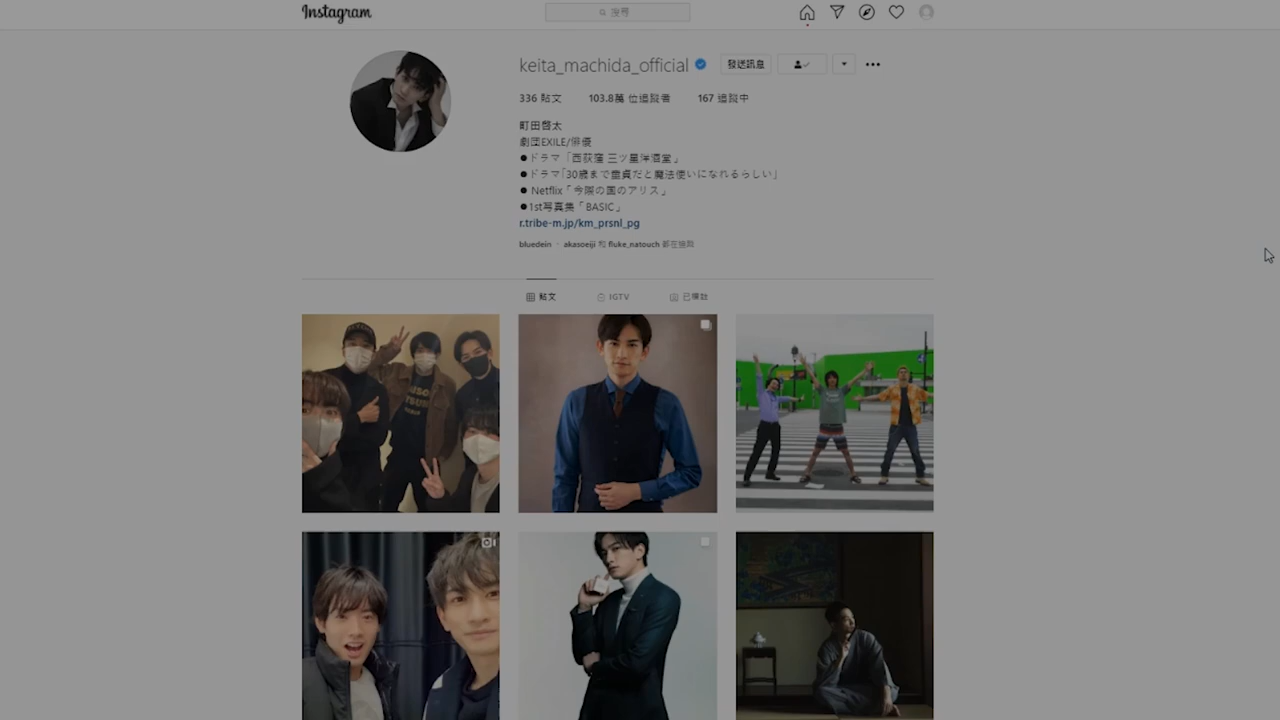 Instagram
搜尋
keita_machida_official
發送訊息
336 貼文 103.8萬 位追蹤者 167 追蹤中
町田啓太
劇団EXILE/俳優
●ドラマ「西荻窪 三ツ星洋酒堂」
●ドラマ「30歳まで童貞だと魔法使いになれるらしい」
● Netflix「今際の国のアリス」
●1st写真集「BASIC」
r.tribe-m.jp/km_prsnl_pg
bluedein、akasoeiji 和 fluke_natouch 都在追蹤
貼文 IGTV 已標註